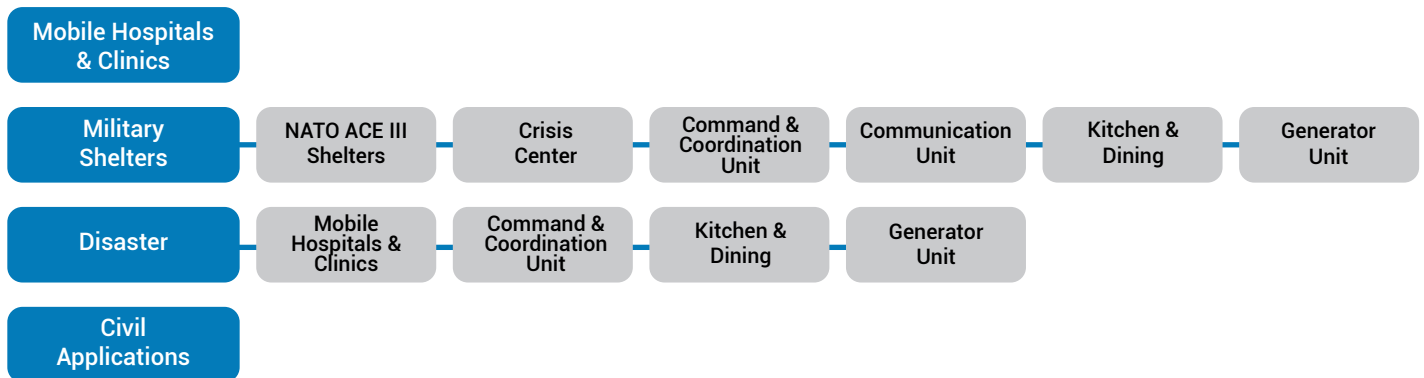 Mobile Hospitals
& Clinics
Military
Shelters
NATO ACE III
Shelters
Crisis
Center
Command &
Coordination
Unit
Communication
Unit
Kitchen &
Dining
Generator
Unit
Disaster
Mobile
Hospitals &
Clinics
Command &
Coordination
Unit
Kitchen &
Dining
Generator
Unit
Civil
Applications